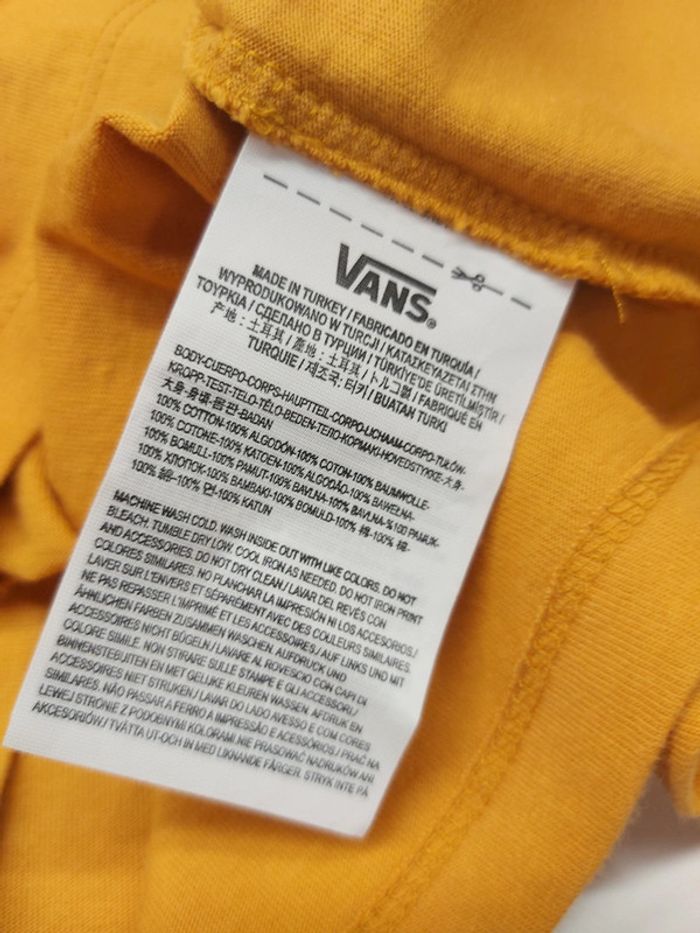 VANS®
MADE IN TURKEY / FABRICADO EN TURQUÍA /
WYPRODUKOWANO W TURCJI / ΚΑΤΑΣΚΕΥΑΖΕΤΑΙ ΣΤΗΝ
ΤΟΥΡΚΙΑ / СДЕЛАНО В ТУРЦИИ / TÜRKİYE'DE ÜRETİLMİŞTİR /
产地：土耳其 / 產地：土耳其 / トルコ製 / FABRIQUÉ EN
TURQUIE / 제조국: 터키 / BUATAN TURKI
BODY-CUERPO-CORPS-HAUPTTEIL-CORPO-LICHAAM-CORPO-TUŁÓW-
KROPP-TEST-TELO-TĚLO-BEDEN-ТЕЛО-ΚΟΡΜΑΚΙ-HOVEDSTYKKE-大身-
大身-身頃-몸판-BADAN
100% COTTON-100% ALGODÓN-100% COTON-100% BAUMWOLLE-
100% COTONE-100% KATOEN-100% ALGODÃO-100% BAWEŁNA-
100% BOMULL-100% PAMUT-100% BAVLNA-100% BAVLNA-%100 PAMUK-
100% ХЛОПОК-100% ΒΑΜΒΑΚΙ-100% BOMULD-100% 棉-100% 棉-
100% 綿-100% 면-100% KATUN
MACHINE WASH COLD. WASH INSIDE OUT WITH LIKE COLORS. DO NOT
BLEACH. TUMBLE DRY LOW. COOL IRON AS NEEDED. DO NOT IRON PRINT
AND ACCESSORIES. DO NOT DRY CLEAN / LAVAR DEL REVÉS CON
COLORES SIMILARES. NO PLANCHAR LA IMPRESIÓN NI LOS ACCESORIOS /
LAVER SUR L'ENVERS ET SÉPARÉMENT AVEC DES COULEURS SIMILAIRES.
NE PAS REPASSER L'IMPRIMÉ ET LES ACCESSOIRES / AUF LINKS UND MIT
ÄHNLICHEN FARBEN ZUSAMMEN WASCHEN. AUFDRUCK UND
ACCESSOIRES NICHT BÜGELN / LAVARE AL ROVESCIO CON CAPI DI
COLORE SIMILE. NON STIRARE SULLE STAMPE E GLI ACCESSORI /
BINNENSTEBUITEN EN MET GELIJKE KLEUREN WASSEN. AFDRUK EN
ACCESSOIRES NIET STRIJKEN / LAVAR DO LADO AVESSO E COM CORES
SIMILARES. NÃO PASSAR A FERRO A IMPRESSÃO E ACESSÓRIOS / PRAĆ NA
LEWEJ STRONIE Z PODOBNYMI KOLORAMI. NIE PRASOWAĆ NADRUKÓW ANI
AKCESORIÓW / TVÄTTA UT-OCH IN MED LIKNANDE FÄRGER. STRYK INTE PÅ